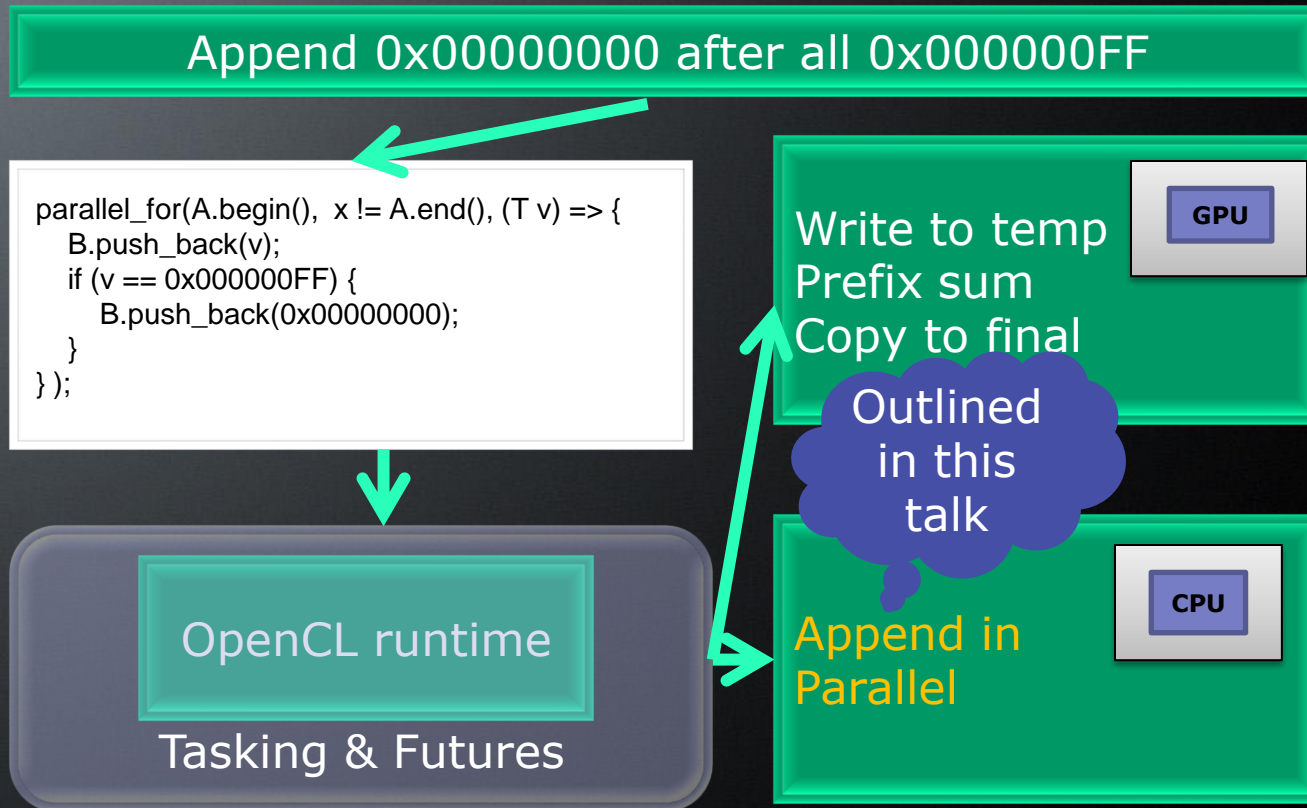 Append 0x00000000 after all 0x000000FF
parallel_for(A.begin(),  x != A.end(), (T v) => {
B.push_back(v);
if (v == 0x000000FF) {
B.push_back(0x00000000);
}
} );
OpenCL runtime
Tasking & Futures
Write to temp
Prefix sum
Copy to final
GPU
Outlined
in this
talk
Append in
Parallel
CPU